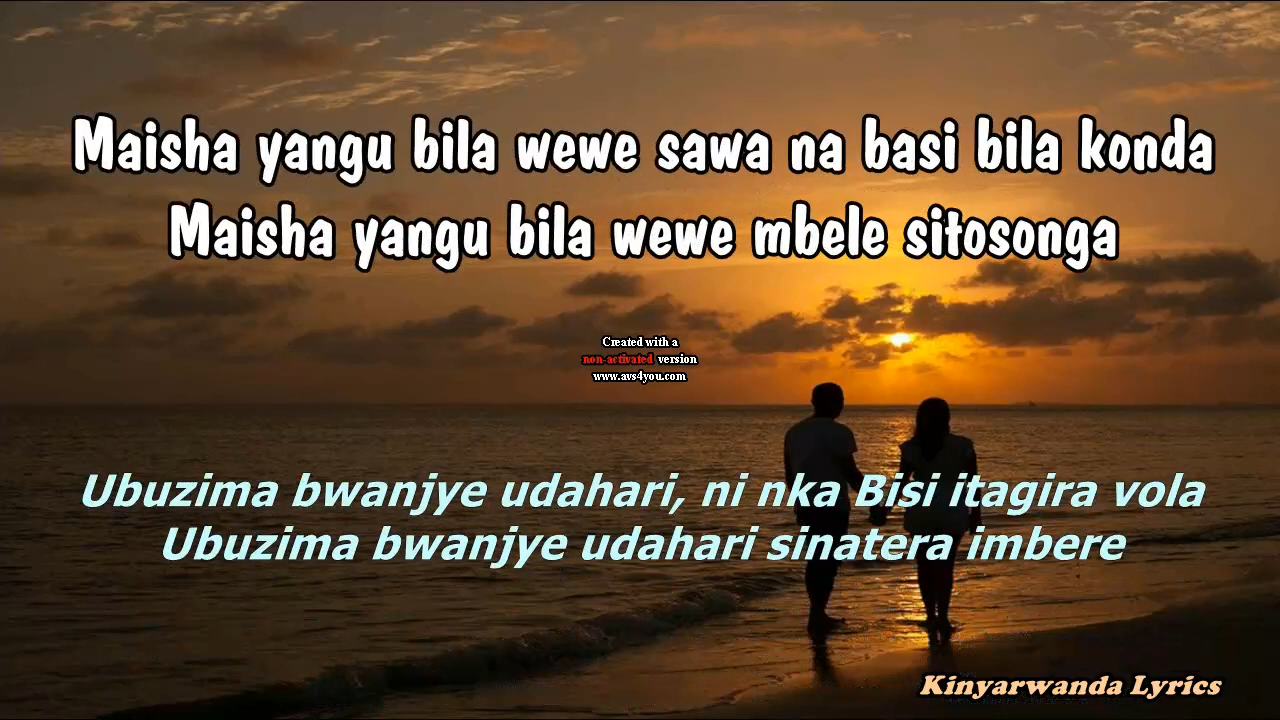 Maisha yangu bila wewe sawa na basi bila konda
Maisha yangu bila wewe mbele sitosonga
Created with a
non-activated version
www.avs4you.com
Ubuzima bwanjye udahari, ni nka Bisi itagira vola
Ubuzima bwanjye udahari sinatera imbere
Kinyarwanda Lyrics